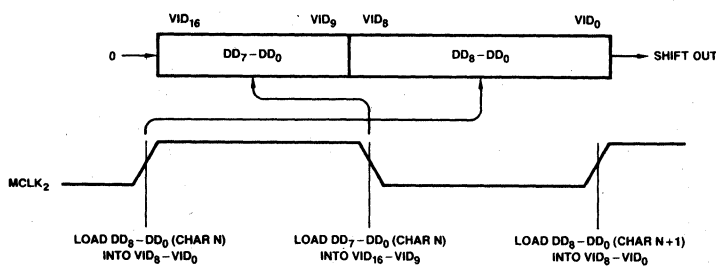 VID₁₆ VID₉ VID₈ VID₀
0 DD₇–DD₀ DD₈–DD₀ SHIFT OUT
MCLK₂
LOAD DD₈–DD₀ (CHAR N) LOAD DD₇–DD₀ (CHAR N) LOAD DD₈–DD₀ (CHAR N+1)
INTO VID₈–VID₀ INTO VID₁₆–VID₉ INTO VID₈–VID₀